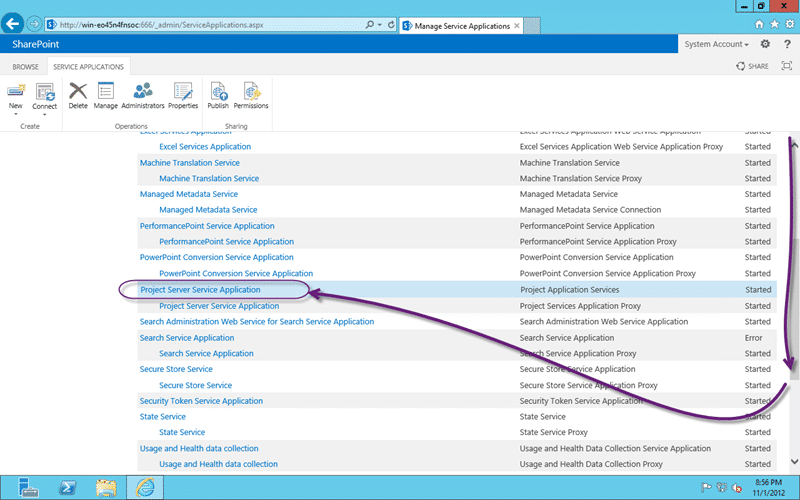 http://win-eo45n4fnsoc:666/_admin/ServiceApplications.aspx
Manage Service Applications
SharePoint
System Account
BROWSE SERVICE APPLICATIONS
SHARE
New Connect Delete Manage Administrators Properties Publish Permissions
Create Operations Sharing
Excel Services Application Excel Services Application Web Service Application Started
Excel Services Application Excel Services Application Web Service Application Proxy Started
Machine Translation Service Machine Translation Service Started
Machine Translation Service Machine Translation Service Proxy Started
Managed Metadata Service Managed Metadata Service Started
Managed Metadata Service Managed Metadata Service Connection Started
PerformancePoint Service Application PerformancePoint Service Application Started
PerformancePoint Service Application PerformancePoint Service Application Proxy Started
PowerPoint Conversion Service Application PowerPoint Conversion Service Application Started
PowerPoint Conversion Service Application PowerPoint Conversion Service Application Proxy Started
Project Server Service Application Project Application Services Started
Project Server Service Application Project Services Application Proxy Started
Search Administration Web Service for Search Service Application Search Administration Web Service Application Started
Search Service Application Search Service Application Error
Search Service Application Search Service Application Proxy Started
Secure Store Service Secure Store Service Application Started
Secure Store Service Secure Store Service Application Proxy Started
Security Token Service Application Security Token Service Application Started
State Service State Service Started
State Service State Service Proxy Started
Usage and Health data collection Usage and Health Data Collection Service Application Started
Usage and Health data collection Usage and Health Data Collection Proxy Started
8:56 PM
11/1/2012